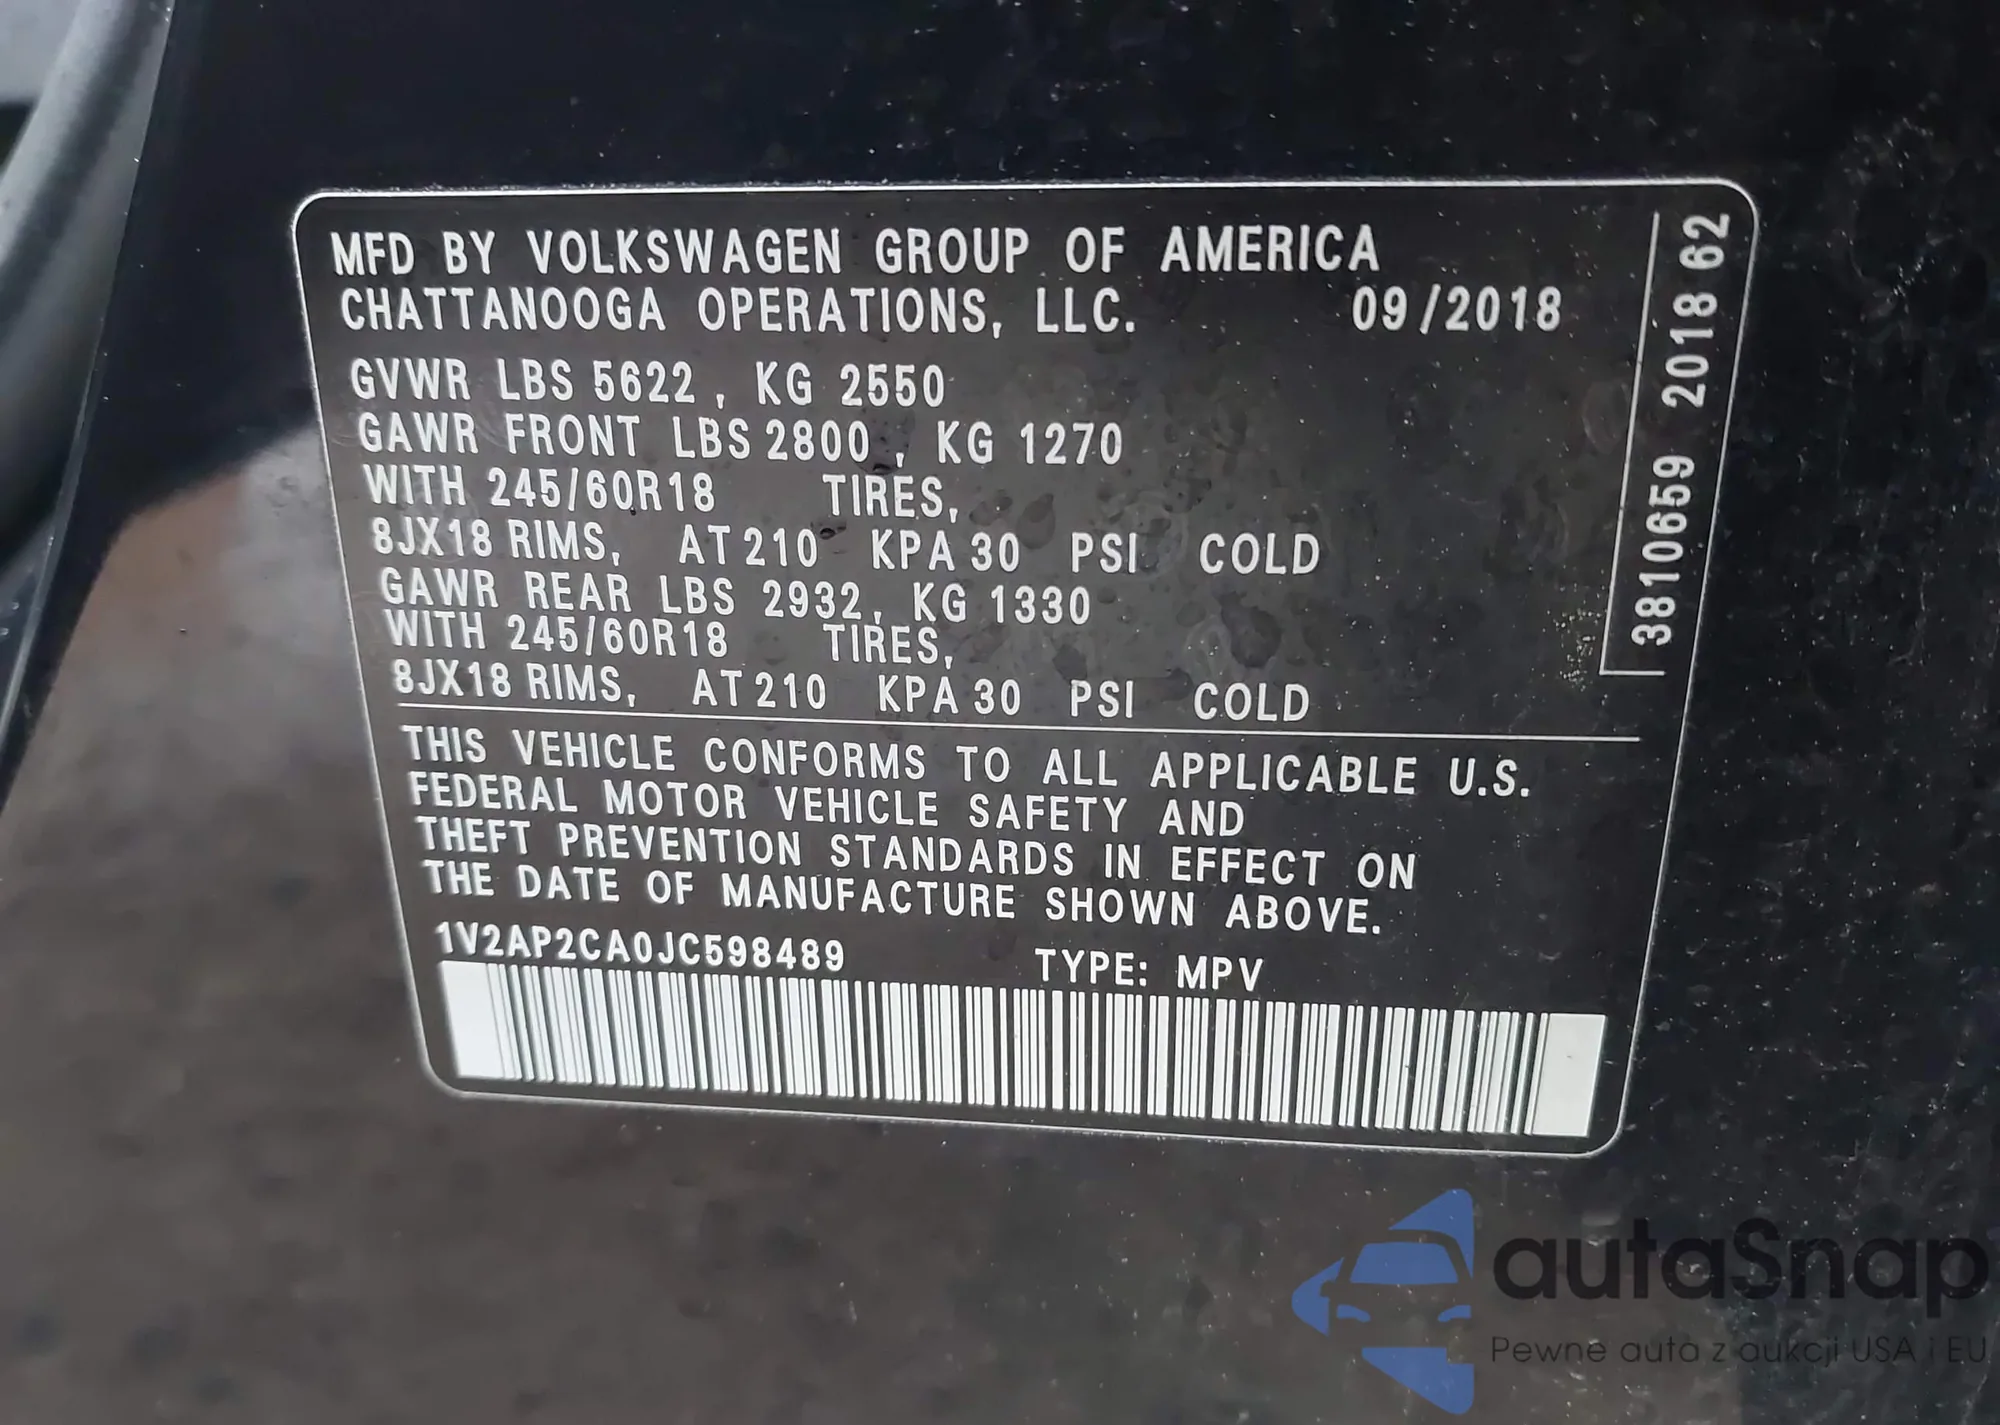 MFD BY VOLKSWAGEN GROUP OF AMERICA
CHATTANOOGA OPERATIONS, LLC. 09/2018
GVWR LBS 5622, KG 2550
GAWR FRONT LBS 2800, KG 1270
WITH 245/60R18 TIRES,
8JX18 RIMS, AT 210 KPA 30 PSI COLD
GAWR REAR LBS 2932, KG 1330
WITH 245/60R18 TIRES,
8JX18 RIMS, AT 210 KPA 30 PSI COLD
THIS VEHICLE CONFORMS TO ALL APPLICABLE U.S.
FEDERAL MOTOR VEHICLE SAFETY AND
THEFT PREVENTION STANDARDS IN EFFECT ON
THE DATE OF MANUFACTURE SHOWN ABOVE.
1V2AP2CA0JC598489 TYPE: MPV
3810659 2018 62
autaSnap
Pewne auta z aukcji USA i EU